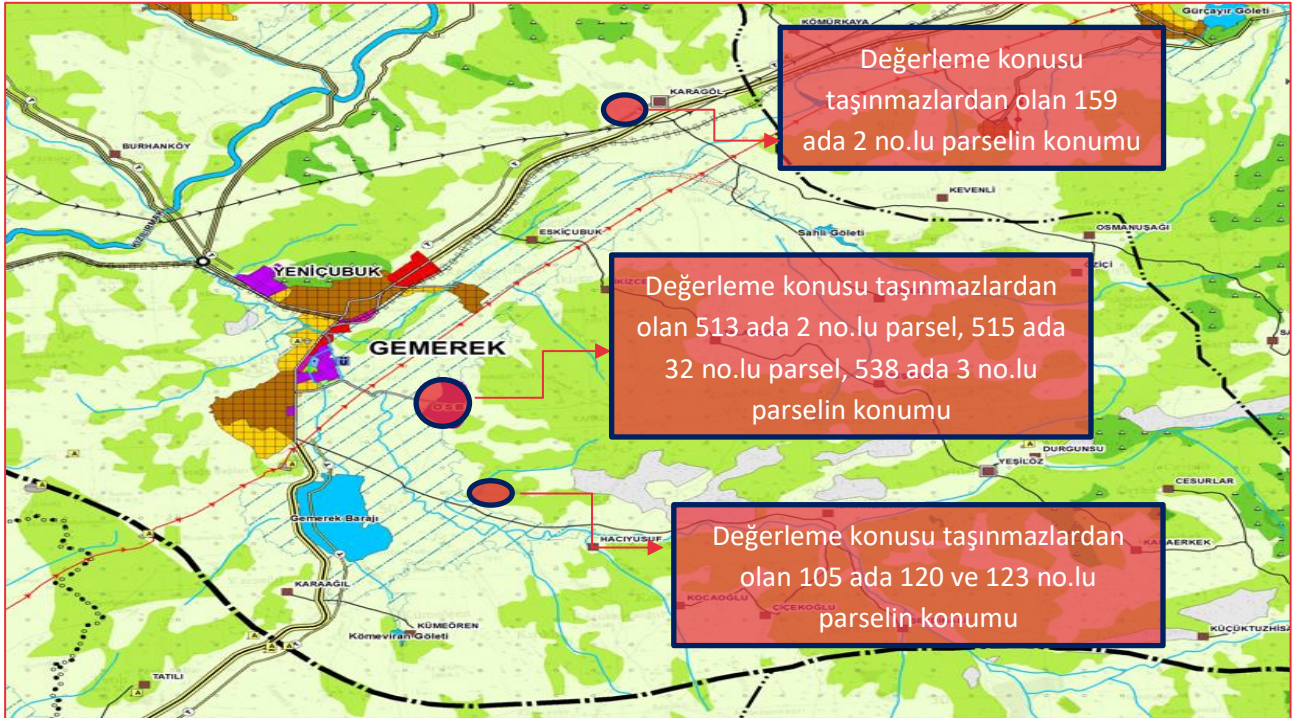 Gürçayır Göleti
KÖMÜRKAYA
Değerleme konusu
taşınmazlardan olan 159
ada 2 no.lu parselin konumu
KARAGÖL
BURHANKÖY
KIZILIRMAK
KEVENLİ
ESKİÇUBUK
Sahli Göleti
OSMANUŞAĞI
YENİÇUBUK
Değerleme konusu taşınmazlardan
olan 513 ada 2 no.lu parsel, 515 ada
32 no.lu parsel, 538 ada 3 no.lu
parselin konumu
GEMEREK
OSB
DURGUNSU
YEŞİLÖZ
CESURLAR
Gemerek Barajı
HACIYUSUF
Değerleme konusu taşınmazlardan
olan 105 ada 120 ve 123 no.lu
parselin konumu
KARAERKEK
KARAAĞIL
KOCAOĞLU
ÇİÇEKOĞLU
KÜMEÖREN
Kömeviran Göleti
KÜÇÜKTUZHİSA
TATILI